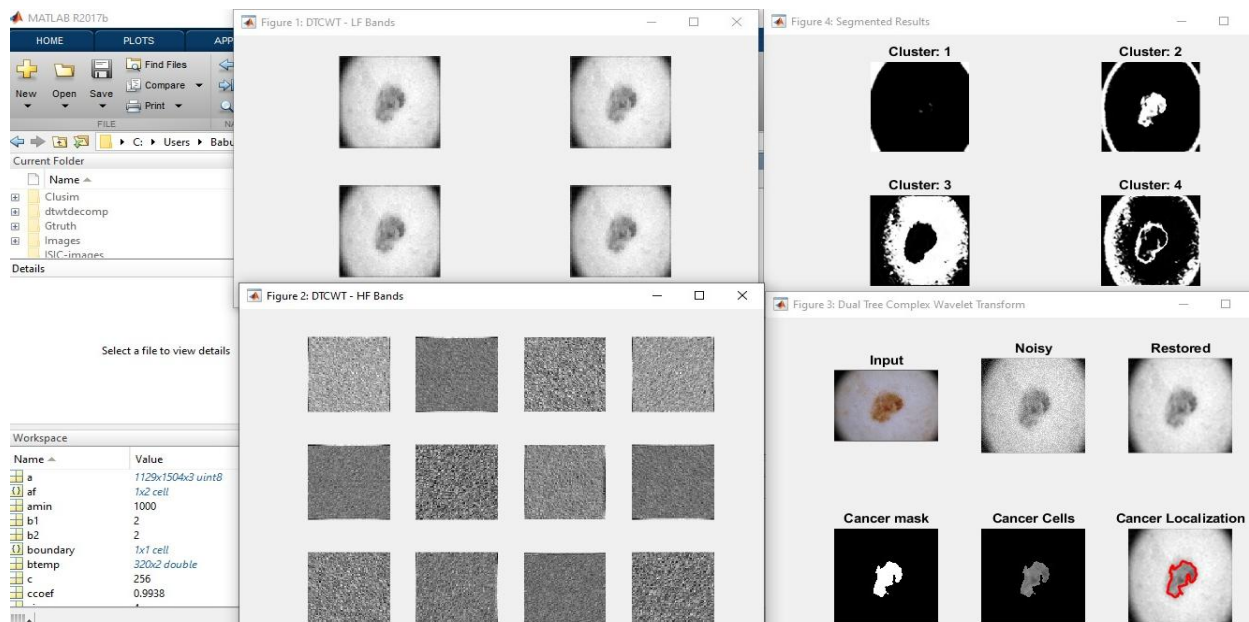 MATLAB R2017b
HOME
PLOTS
New
Open
Save
Find Files
Compare
Print
FILE
C:
Users
Current Folder
Name
Clusim
dtwtdecomp
Gtruth
Images
ISIC-images
Details
Select a file to view details
Workspace
Name
Value
a
1129x1504x3 uint8
af
1x2 cell
amin
1000
b1
2
b2
2
boundary
1x1 cell
btemp
320x2 double
c
256
ccoef
0.9938
Figure 1: DTCWT - LF Bands
Figure 2: DTCWT - HF Bands
Figure 4: Segmented Results
Cluster: 1
Cluster: 2
Cluster: 3
Cluster: 4
Figure 3: Dual Tree Complex Wavelet Transform
Input
Noisy
Restored
Cancer mask
Cancer Cells
Cancer Localization